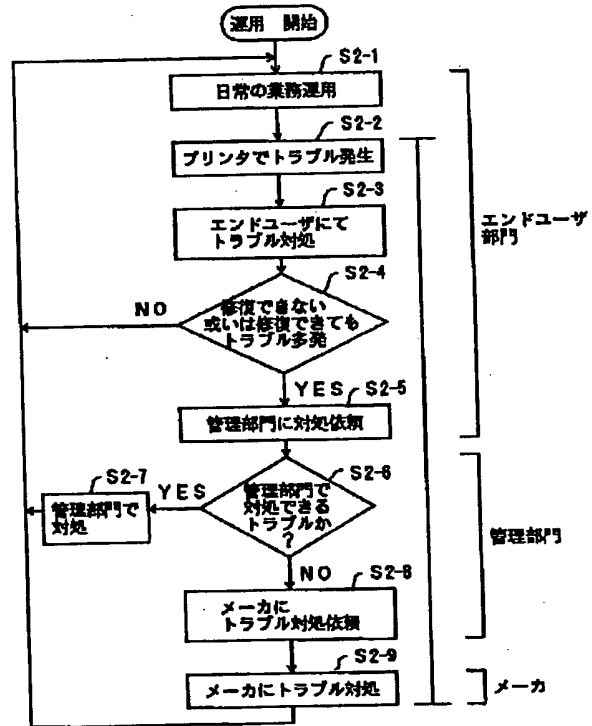 運用 開始
S2-1
日常の業務運用
S2-2
プリンタでトラブル発生
S2-3
エンドユーザにて
トラブル対処
エンドユーザ
部門
S2-4
修復できない
或いは修復できても
トラブル多発
NO
YES
S2-5
管理部門に対処依頼
S2-6
管理部門で
対処できる
トラブルか
?
YES
S2-7
管理部門で
対処
管理部門
NO
S2-8
メーカに
トラブル対処依頼
S2-9
メーカにトラブル対処
メーカ